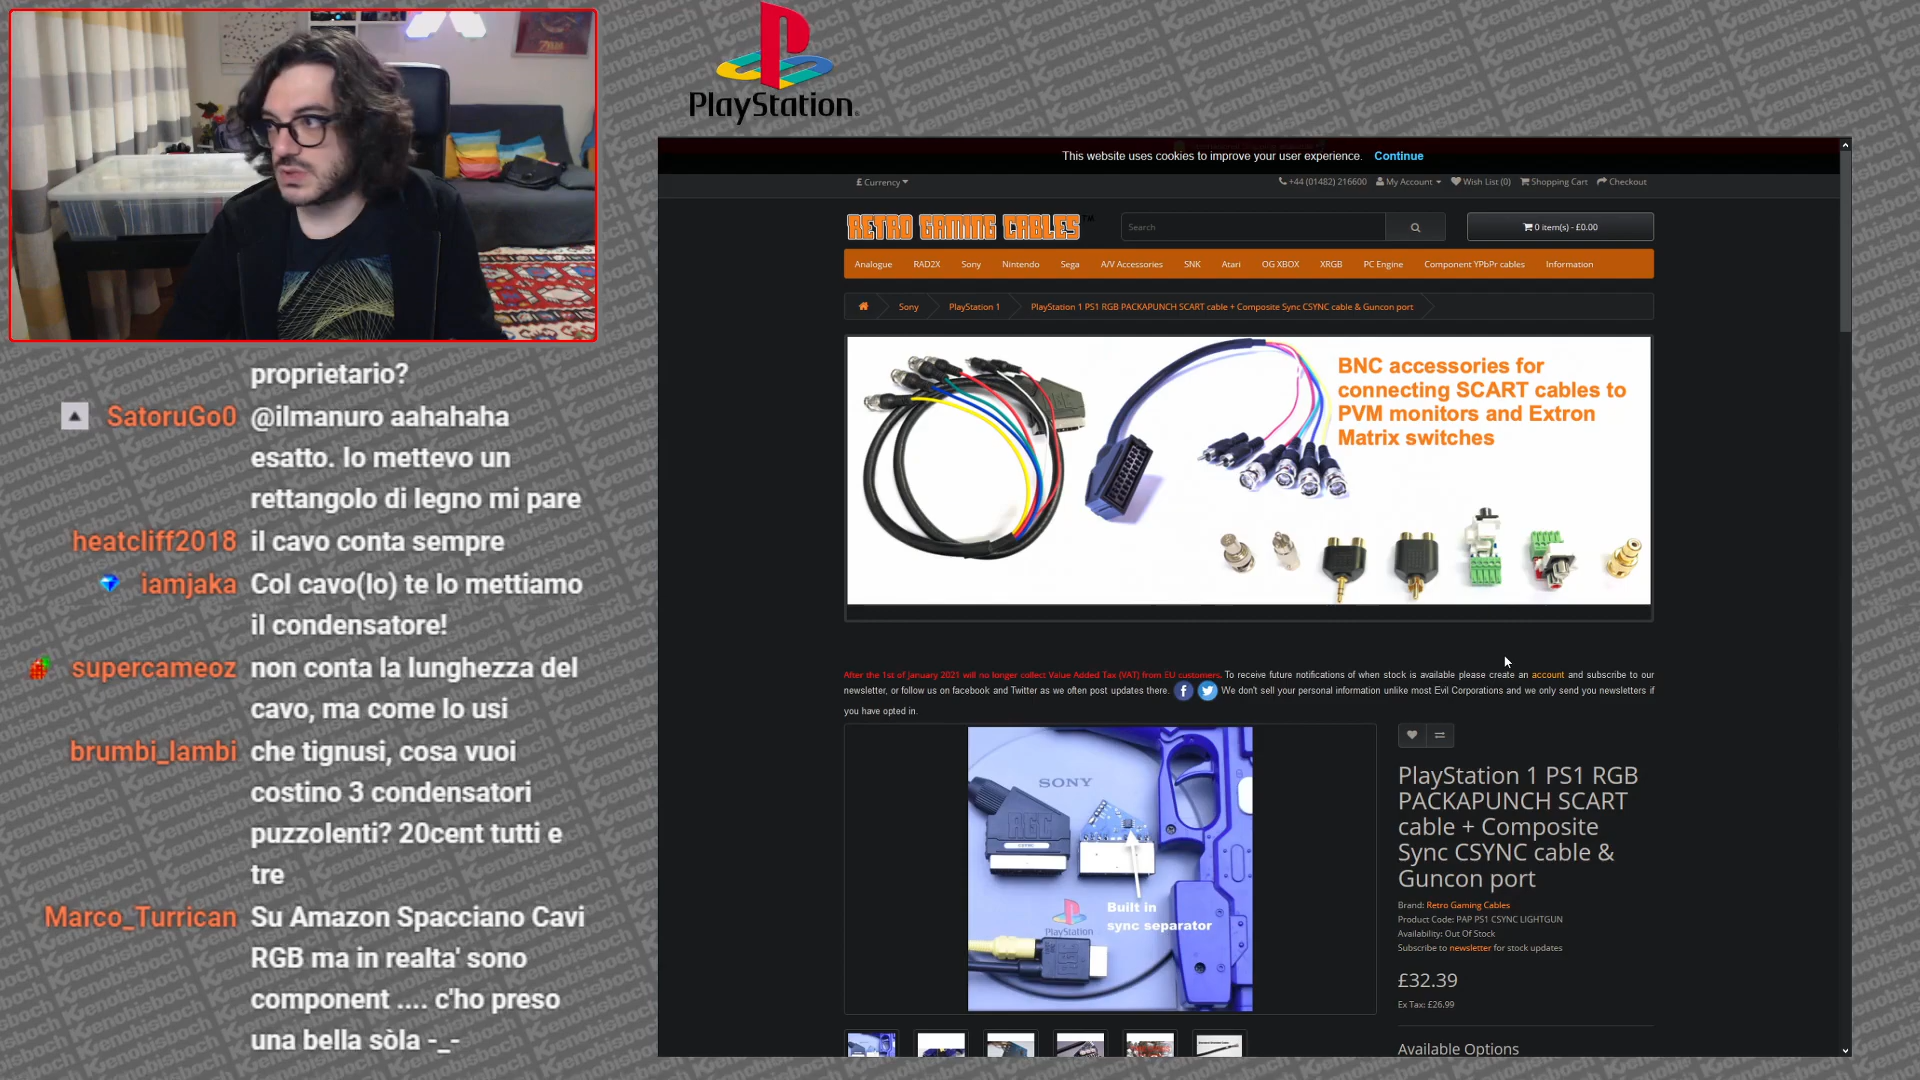 PlayStation
proprietario?
SatoruGo0 @ilmanuro aahahaha
esatto. Io mettevo un
rettangolo di legno mi pare
heatcliff2018 il cavo conta sempre
iamjaka Col cavo(lo) te lo mettiamo
il condensatore!
supercameoz non conta la lunghezza del
cavo, ma come lo usi
brumbi_lambi che tignusi, cosa vuoi
costino 3 condensatori
puzzolenti? 20cent tutti e
tre
Marco_Turrican Su Amazon Spacciano Cavi
RGB ma in realta' sono
component .... c'ho preso
una bella sòla -_-
This website uses cookies to improve your user experience. Continue
£ Currency
+44 (01482) 216600 My Account Wish List (0) Shopping Cart Checkout
RETRO GAMING CABLES™
Search
0 item(s) - £0.00
Analogue RAD2X Sony Nintendo Sega A/V Accessories SNK Atari OG XBOX XRGB PC Engine Component YPbPr cables Information
Sony PlayStation 1 PlayStation 1 PS1 RGB PACKAPUNCH SCART cable + Composite Sync CSYNC cable & Guncon port
BNC accessories for
connecting SCART cables to
PVM monitors and Extron
Matrix switches
After the 1st of January 2021 will no longer collect Value Added Tax (VAT) from EU customers. To receive future notifications of when stock is available please create an account and subscribe to our
newsletter, or follow us on facebook and Twitter as we often post updates there. We don't sell your personal information unlike most Evil Corporations and we only send you newsletters if
you have opted in.
SONY
RGC
PlayStation
Built in
sync separator
PlayStation 1 PS1 RGB
PACKAPUNCH SCART
cable + Composite
Sync CSYNC cable &
Guncon port
Brand: Retro Gaming Cables
Product Code: PAP PS1 CSYNC LIGHTGUN
Availability: Out Of Stock
Subscribe to newsletter for stock updates
£32.39
Ex Tax: £26.99
Available Options
Kenobisboch